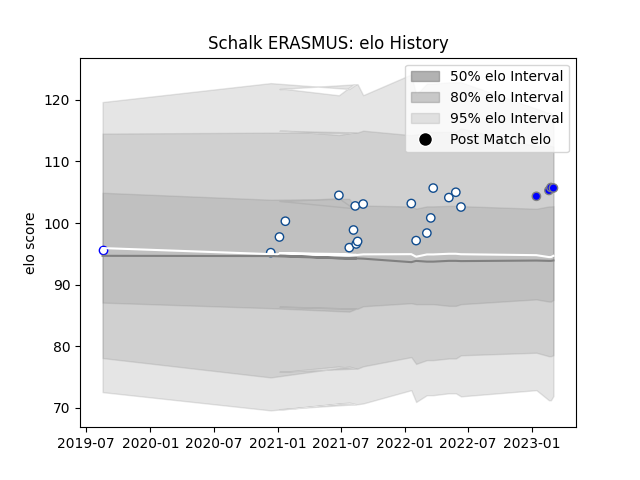 Schalk ERASMUS: elo History
50% elo Interval
80% elo Interval
95% elo Interval
Post Match elo
elo score
120
110
100
90
80
70
2019-07 2020-01 2020-07 2021-01 2021-07 2022-01 2022-07 2023-01